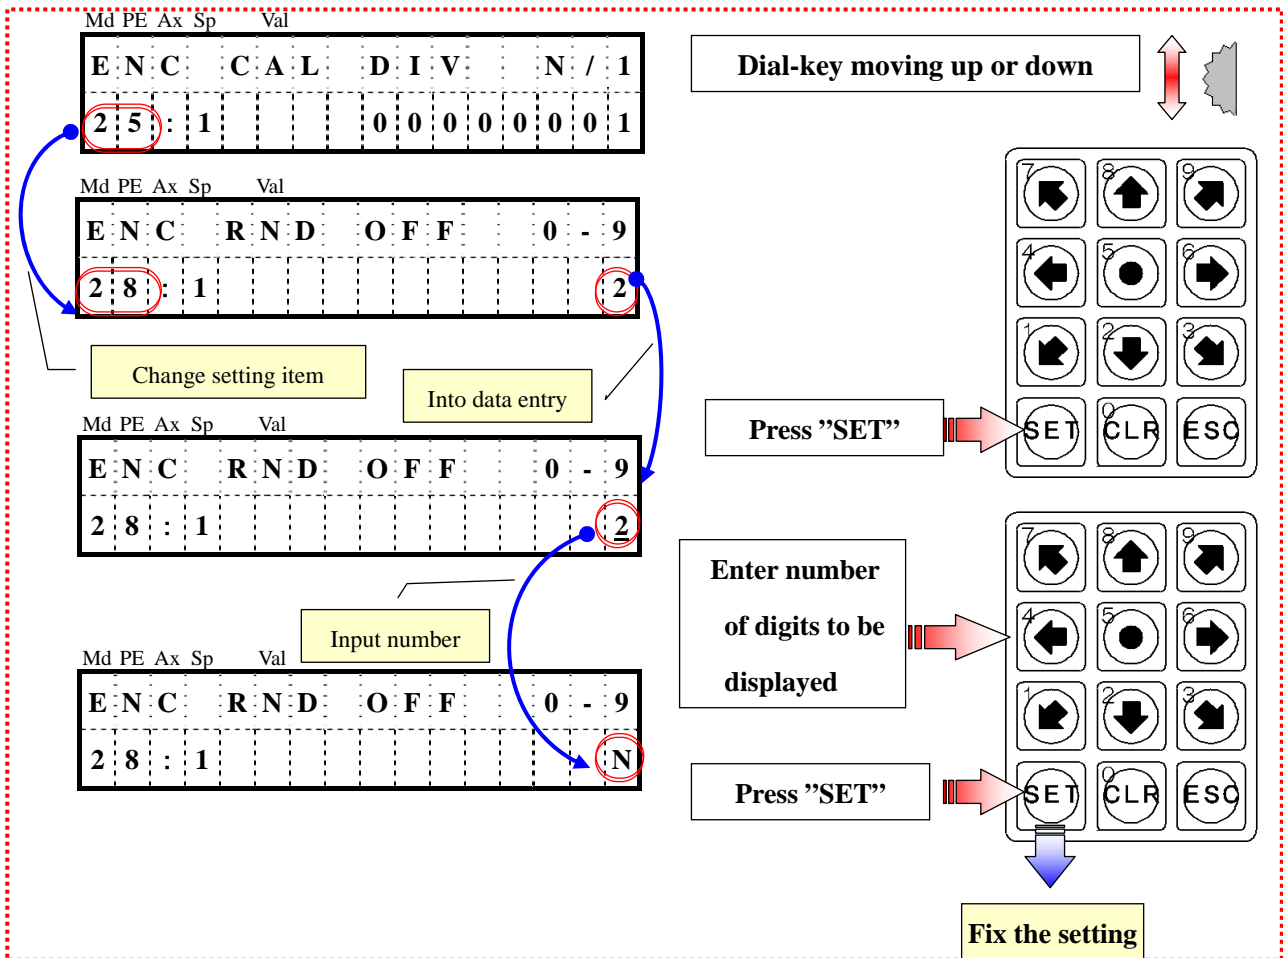 Md PE Ax Sp Val
ENC CAL DIV N/1
25:1 00000001
Dial-key moving up or down
Md PE Ax Sp Val
ENC RND OFF 0-9
28:1 2
Change setting item
Into data entry
Md PE Ax Sp Val
ENC RND OFF 0-9
28:1 2
Input number
Md PE Ax Sp Val
ENC RND OFF 0-9
28:1 N
7 8 9
4 5 6
1 2 3
Press ”SET”
0
SET CLR ESC
Enter number
of digits to be
displayed
7 8 9
4 5 6
1 2 3
Press ”SET”
0
SET CLR ESC
Fix the setting